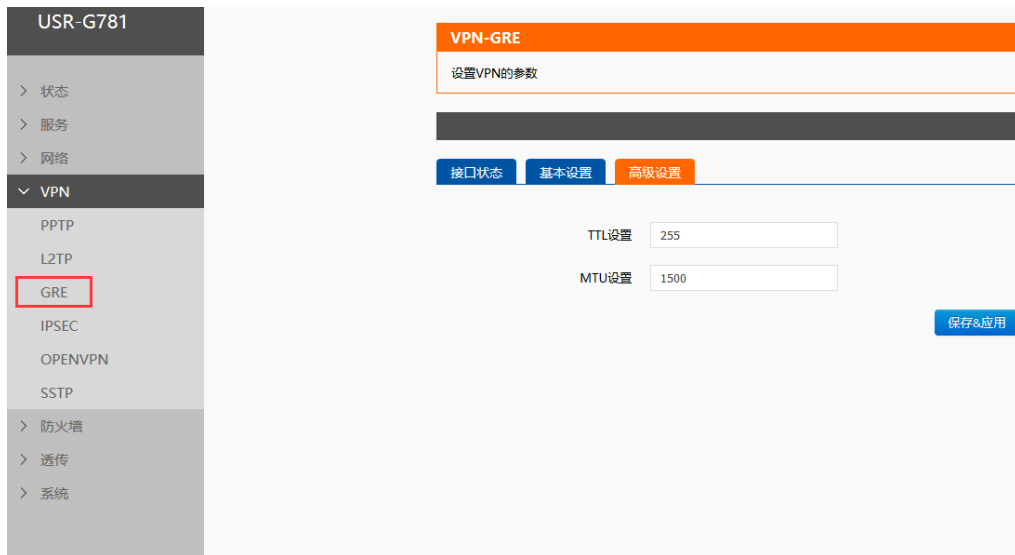 USR-G781
状态
服务
网络
VPN
PPTP
L2TP
GRE
IPSEC
OPENVPN
SSTP
防火墙
透传
系统
VPN-GRE
设置VPN的参数
接口状态 基本设置 高级设置
TTL设置 255
MTU设置 1500
保存&应用